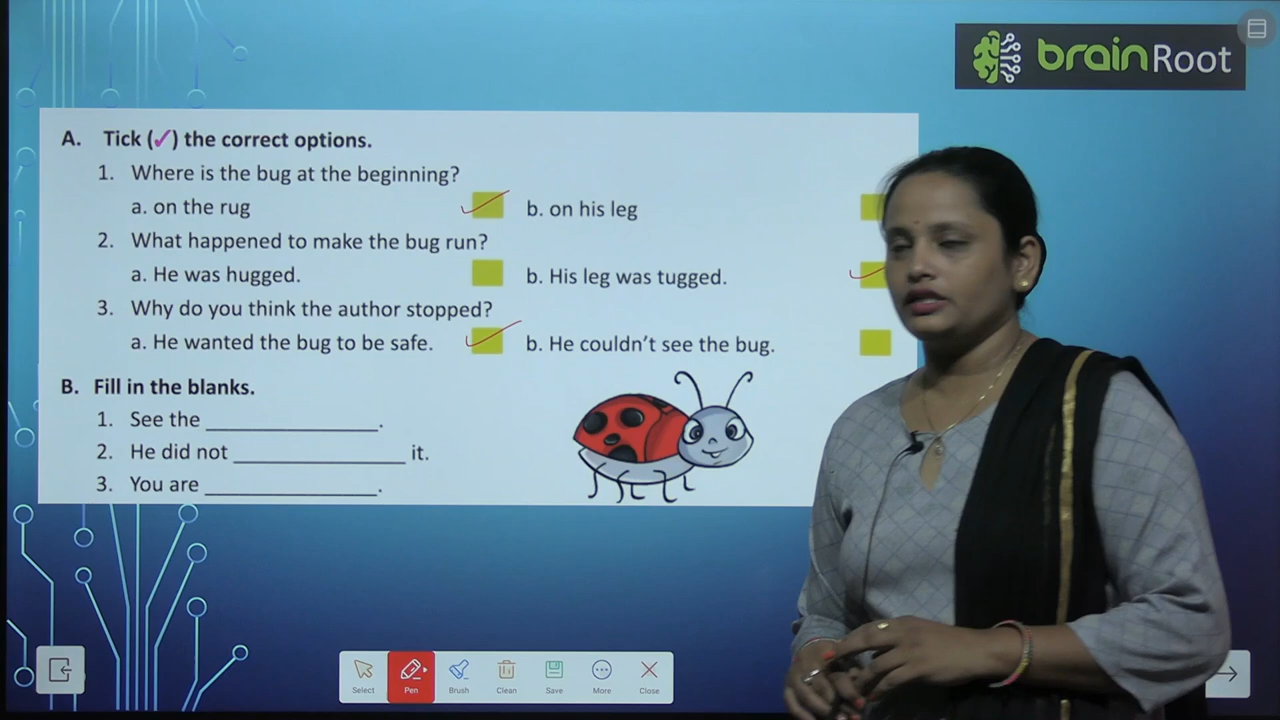 brainRoot
A. Tick (✓) the correct options.
1. Where is the bug at the beginning?
a. on the rug b. on his leg
2. What happened to make the bug run?
a. He was hugged. b. His leg was tugged.
3. Why do you think the author stopped?
a. He wanted the bug to be safe. b. He couldn't see the bug.
B. Fill in the blanks.
1. See the _______________.
2. He did not _______________ it.
3. You are _______________.
Select Pen Brush Clean Save More Close